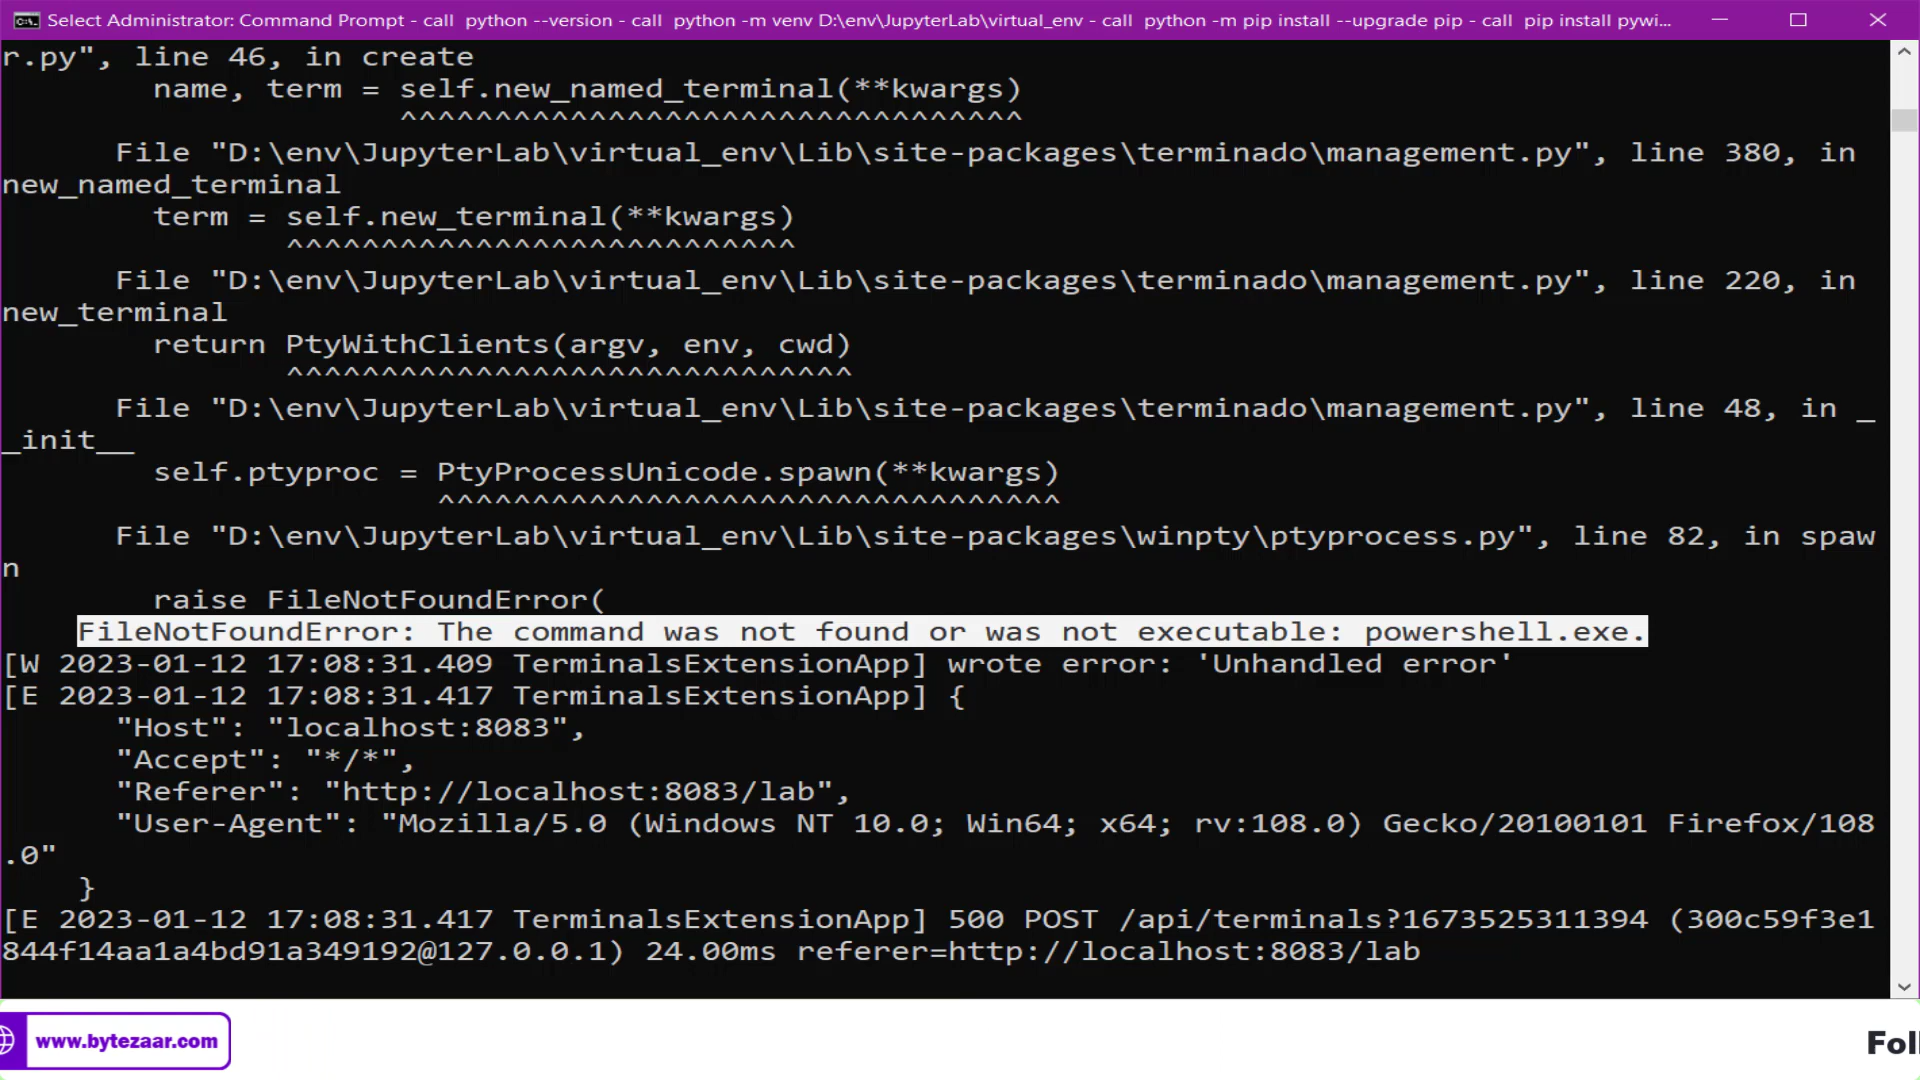 Select Administrator: Command Prompt - call  python --version - call  python -m venv D:\env\JupyterLab\virtual_env - call  python -m pip install --upgrade pip - call  pip install pywi...
r.py", line 46, in create
name, term = self.new_named_terminal(**kwargs)
^^^^^^^^^^^^^^^^^^^^^^^^^^^^^^^^^
File "D:\env\JupyterLab\virtual_env\Lib\site-packages\terminado\management.py", line 380, in
new_named_terminal
term = self.new_terminal(**kwargs)
^^^^^^^^^^^^^^^^^^^^^^^^^^^
File "D:\env\JupyterLab\virtual_env\Lib\site-packages\terminado\management.py", line 220, in
new_terminal
return PtyWithClients(argv, env, cwd)
^^^^^^^^^^^^^^^^^^^^^^^^^^^^^^
File "D:\env\JupyterLab\virtual_env\Lib\site-packages\terminado\management.py", line 48, in _
_init__
self.ptyproc = PtyProcessUnicode.spawn(**kwargs)
^^^^^^^^^^^^^^^^^^^^^^^^^^^^^^^^^
File "D:\env\JupyterLab\virtual_env\Lib\site-packages\winpty\ptyprocess.py", line 82, in spaw
n
raise FileNotFoundError(
FileNotFoundError: The command was not found or was not executable: powershell.exe.
[W 2023-01-12 17:08:31.409 TerminalsExtensionApp] wrote error: 'Unhandled error'
[E 2023-01-12 17:08:31.417 TerminalsExtensionApp] {
"Host": "localhost:8083",
"Accept": "*/*",
"Referer": "http://localhost:8083/lab",
"User-Agent": "Mozilla/5.0 (Windows NT 10.0; Win64; x64; rv:108.0) Gecko/20100101 Firefox/108
.0"
}
[E 2023-01-12 17:08:31.417 TerminalsExtensionApp] 500 POST /api/terminals?1673525311394 (300c59f3e1
844f14aa1a4bd91a349192@127.0.0.1) 24.00ms referer=http://localhost:8083/lab
www.bytezaar.com
Foll